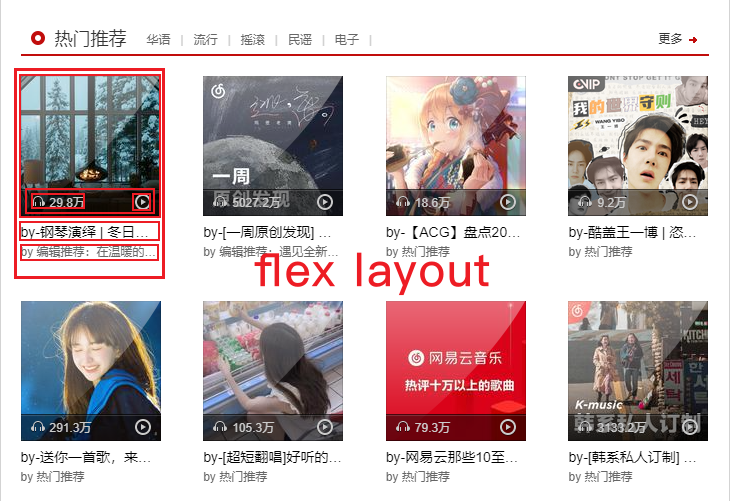 热门推荐 华语 | 流行 | 摇滚 | 民谣 | 电子 | 更多
一周
原创发现
CVIP
我的世界守则
WANG YIBO
29.8万
5027.2万
18.6万
9.2万
by-钢琴演绎 | 冬日...
by-[一周原创发现] ...
by-【ACG】盘点20...
by-酷盖王一博 | 恣...
by 编辑推荐：在温暖的...
by 编辑推荐：遇见全新...
by 热门推荐
by 热门推荐
flex layout
网易云音乐
热评十万以上的歌曲
KITCH
K-music
韩系私人订制
291.3万
105.3万
79.3万
3133.2万
by-送你一首歌，来...
by-[超短翻唱]好听的...
by-网易云那些10至...
by-[韩系私人订制] ...
by 热门推荐
by 热门推荐
by 热门推荐
by 热门推荐